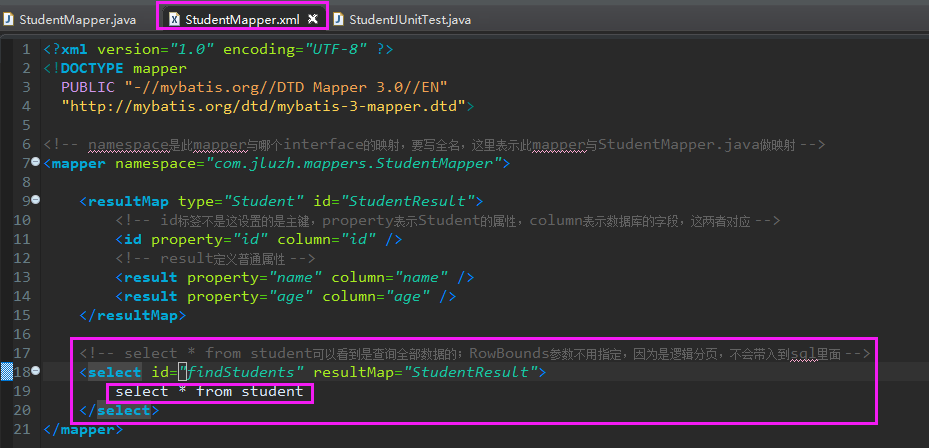 StudentMapper.java StudentMapper.xml StudentJUnitTest.java
1 <?xml version="1.0" encoding="UTF-8" ?>
2 <!DOCTYPE mapper
3 PUBLIC "-//mybatis.org//DTD Mapper 3.0//EN"
4 "http://mybatis.org/dtd/mybatis-3-mapper.dtd">
5
6 <!-- namespace是此mapper与哪个interface的映射，要写全名，这里表示此mapper与StudentMapper.java做映射 -->
7 <mapper namespace="com.jluzh.mappers.StudentMapper">
8
9 <resultMap type="Student" id="StudentResult">
10 <!-- id标签不是这设置的是主键，property表示Student的属性，column表示数据库的字段，这两者对应 -->
11 <id property="id" column="id" />
12 <!-- result定义普通属性 -->
13 <result property="name" column="name" />
14 <result property="age" column="age" />
15 </resultMap>
16
17 <!-- select * from student可以看到是查询全部数据的；RowBounds参数不用指定，因为是逻辑分页，不会带入到sql里面 -->
18 <select id="findStudents" resultMap="StudentResult">
19 select * from student
20 </select>
21 </mapper>